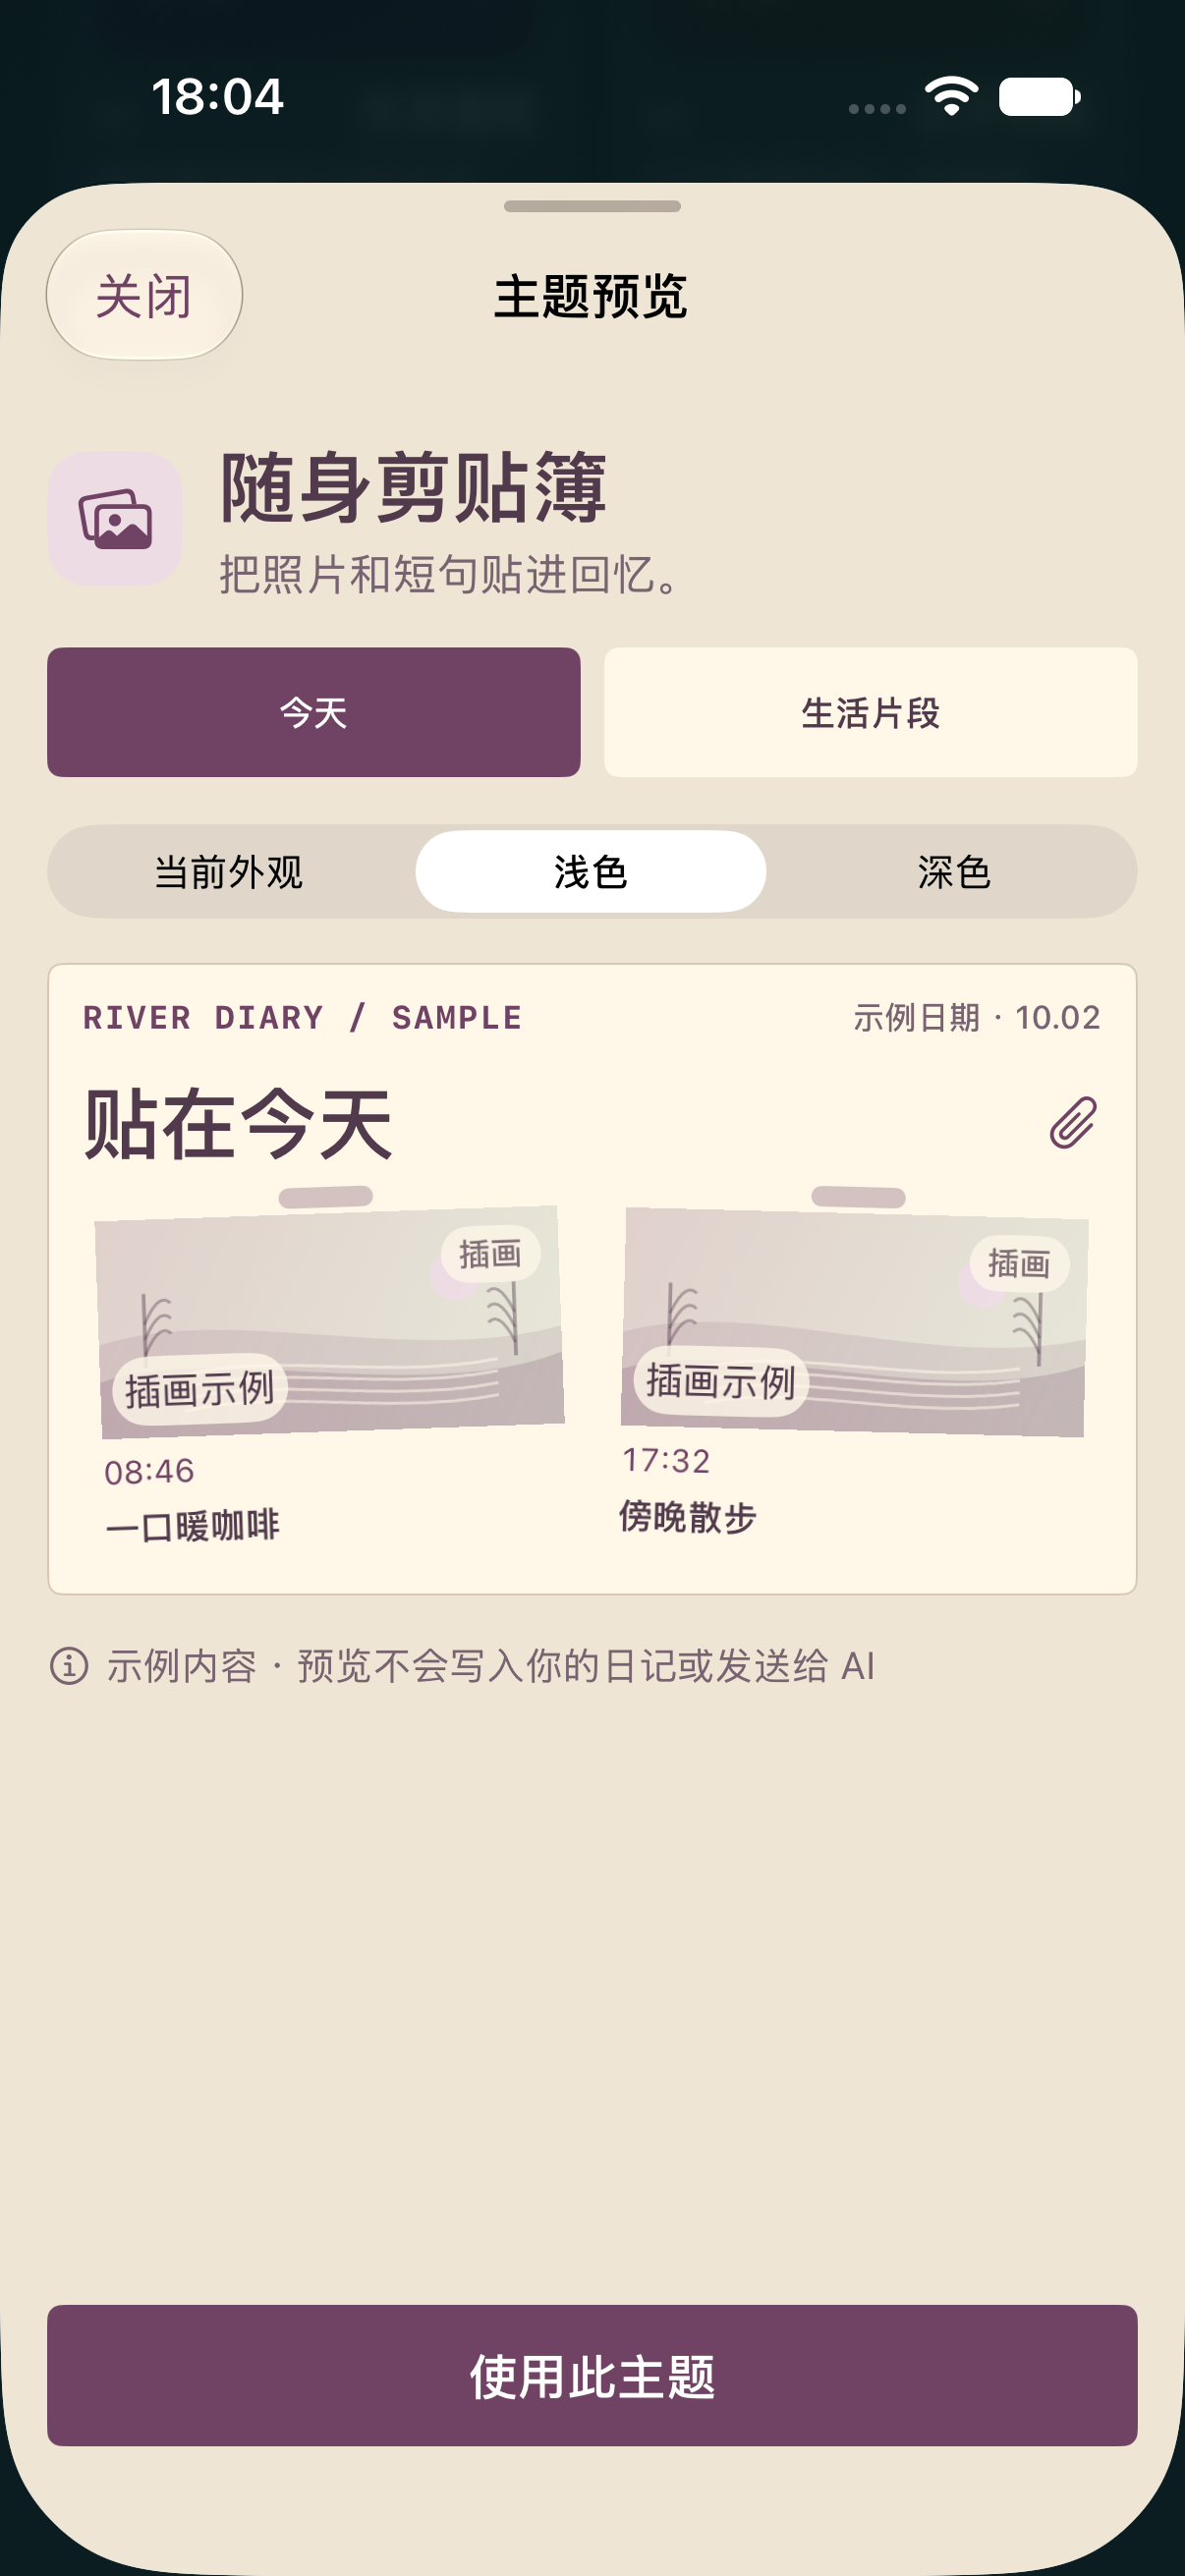 18:04
关闭
主题预览
随身剪贴簿
把照片和短句贴进回忆。
今天
生活片段
当前外观
浅色
深色
RIVER DIARY / SAMPLE
示例日期 · 10.02
贴在今天
插画
插画示例
08:46
一口暖咖啡
插画
插画示例
17:32
傍晚散步
示例内容 · 预览不会写入你的日记或发送给 AI
使用此主题